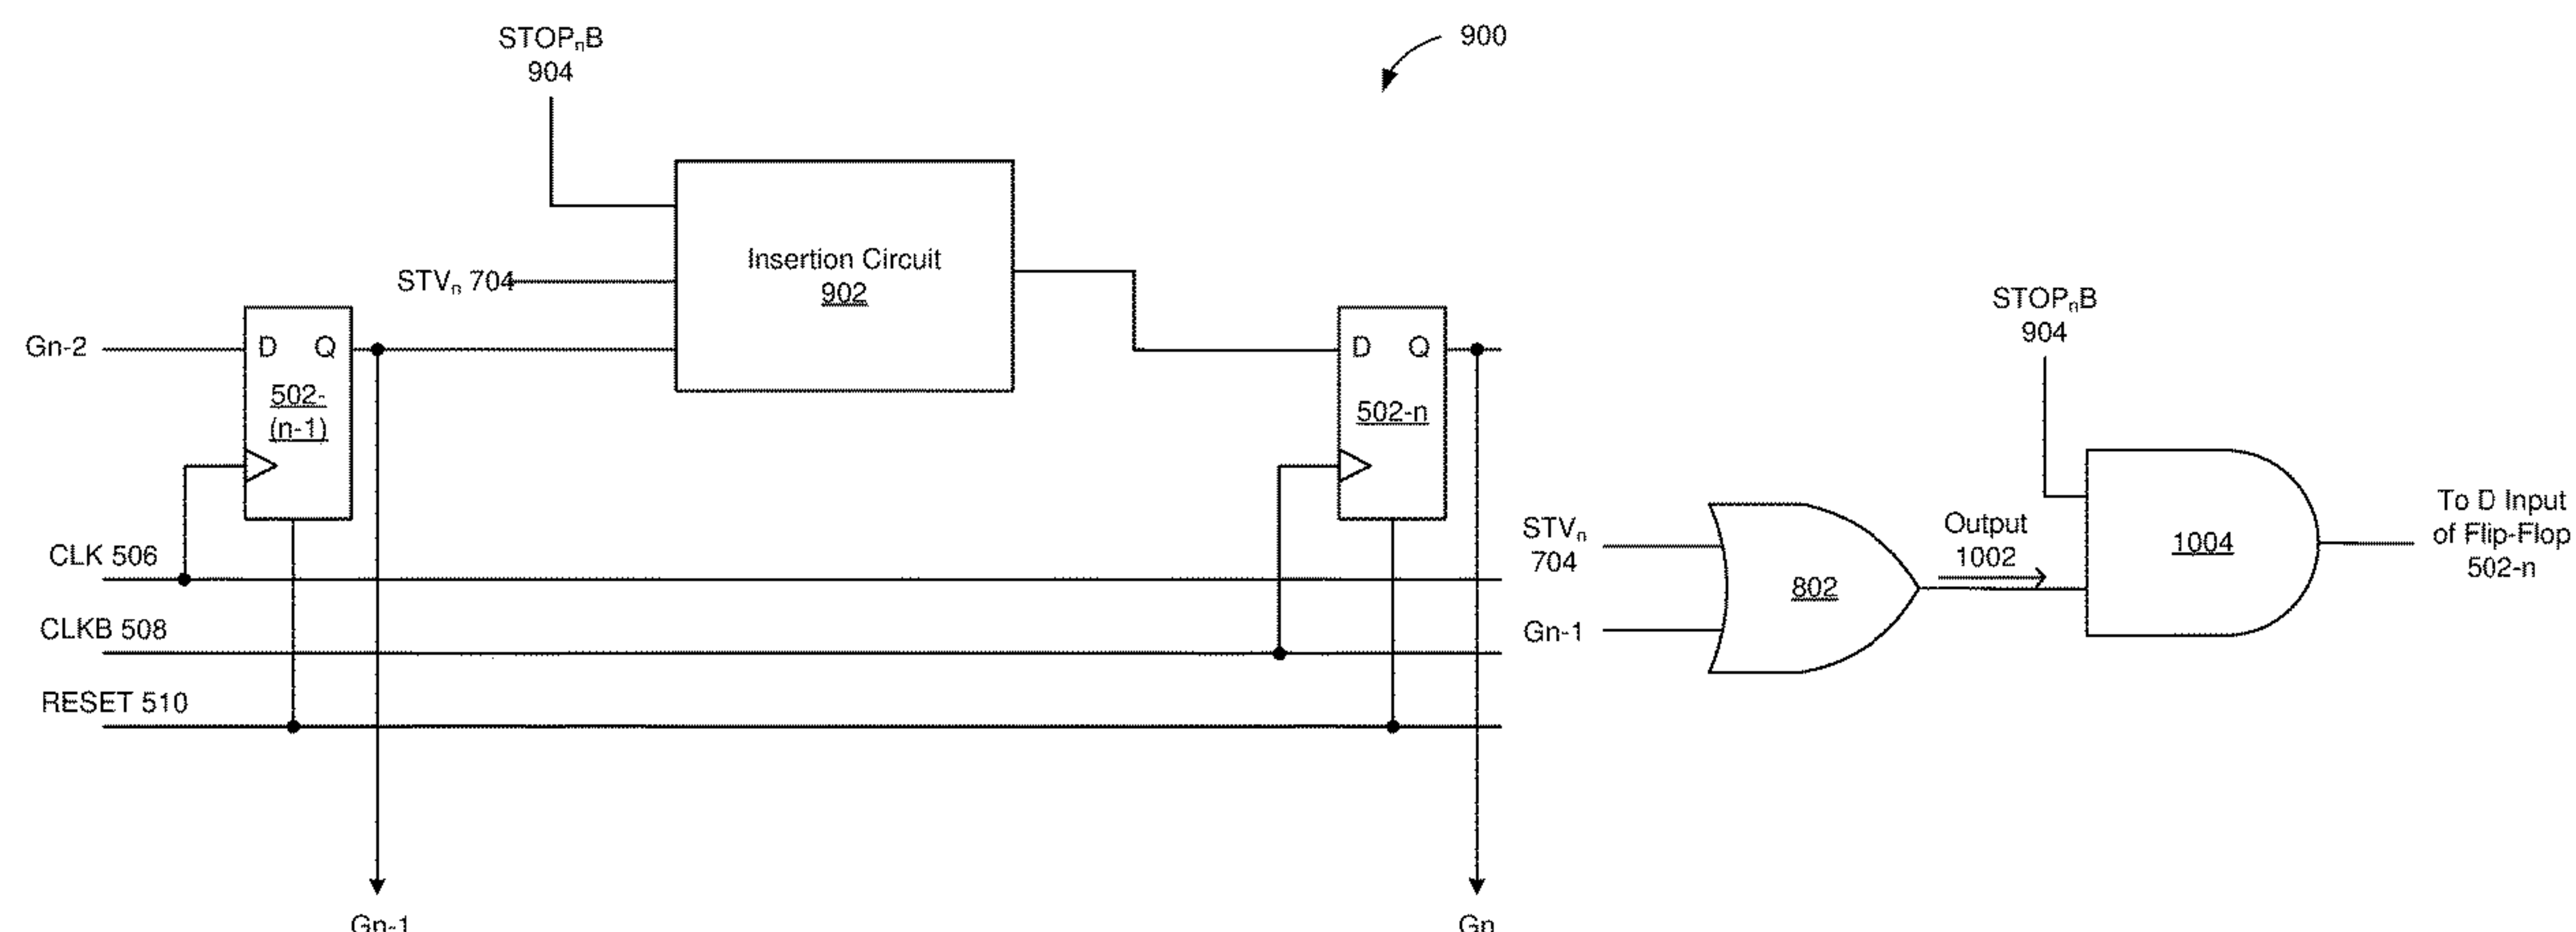 STOPnB
904
900
Insertion Circuit
902
STVn 704
Gn-2
D Q
502-
(n-1)
D Q
502-n
CLK 506
CLKB 508
RESET 510
Gn-1
Gn
STOPnB
904
STVn
704
Gn-1
802
Output
1002
1004
To D Input
of Flip-Flop
502-n